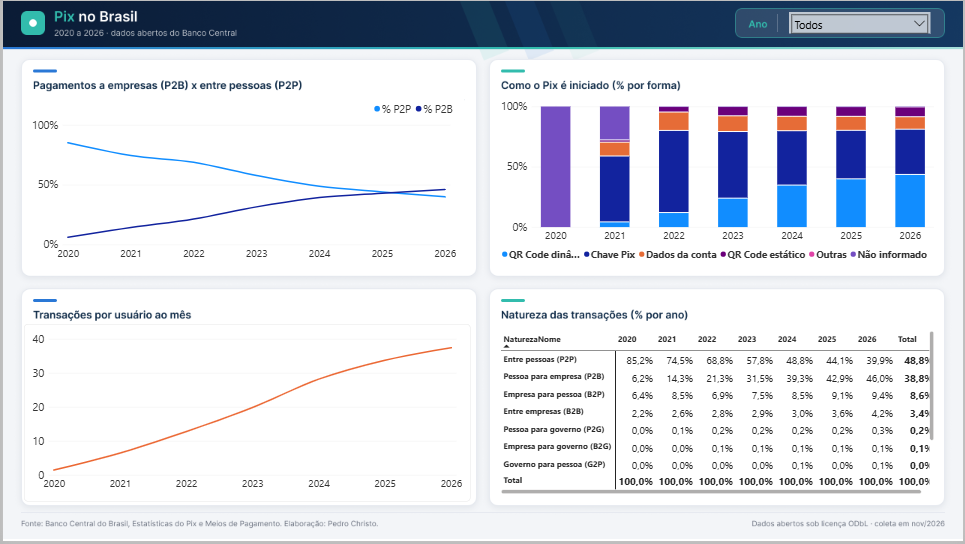 Pix no Brasil
2020 a 2026 · dados abertos do Banco Central
Ano
Todos
Pagamentos a empresas (P2B) x entre pessoas (P2P)
% P2P % P2B
100%
50%
0%
2020 2021 2022 2023 2024 2025 2026
Como o Pix é iniciado (% por forma)
100%
50%
0%
2020 2021 2022 2023 2024 2025 2026
QR Code dinâ... Chave Pix Dados da conta QR Code estático Outras Não informado
Transações por usuário ao mês
40
30
20
10
0
2020 2021 2022 2023 2024 2025 2026
Natureza das transações (% por ano)
NaturezaNome 2020 2021 2022 2023 2024 2025 2026 Total
Entre pessoas (P2P) 85,2% 74,5% 68,8% 57,8% 48,8% 44,1% 39,9% 48,8%
Pessoa para empresa (P2B) 6,2% 14,3% 21,3% 31,5% 39,3% 42,9% 46,0% 38,8%
Empresa para pessoa (B2P) 6,4% 8,5% 6,9% 7,5% 8,5% 9,1% 9,4% 8,6%
Entre empresas (B2B) 2,2% 2,6% 2,8% 2,9% 3,0% 3,6% 4,2% 3,4%
Pessoa para governo (P2G) 0,0% 0,1% 0,2% 0,2% 0,2% 0,2% 0,3% 0,2%
Empresa para governo (B2G) 0,0% 0,0% 0,1% 0,1% 0,1% 0,1% 0,1% 0,1%
Governo para pessoa (G2P) 0,0% 0,0% 0,0% 0,0% 0,1% 0,0% 0,1% 0,0%
Total 100,0% 100,0% 100,0% 100,0% 100,0% 100,0% 100,0% 100,0%
Fonte: Banco Central do Brasil, Estatísticas do Pix e Meios de Pagamento. Elaboração: Pedro Christo.
Dados abertos sob licença ODbL · coleta em nov/2026